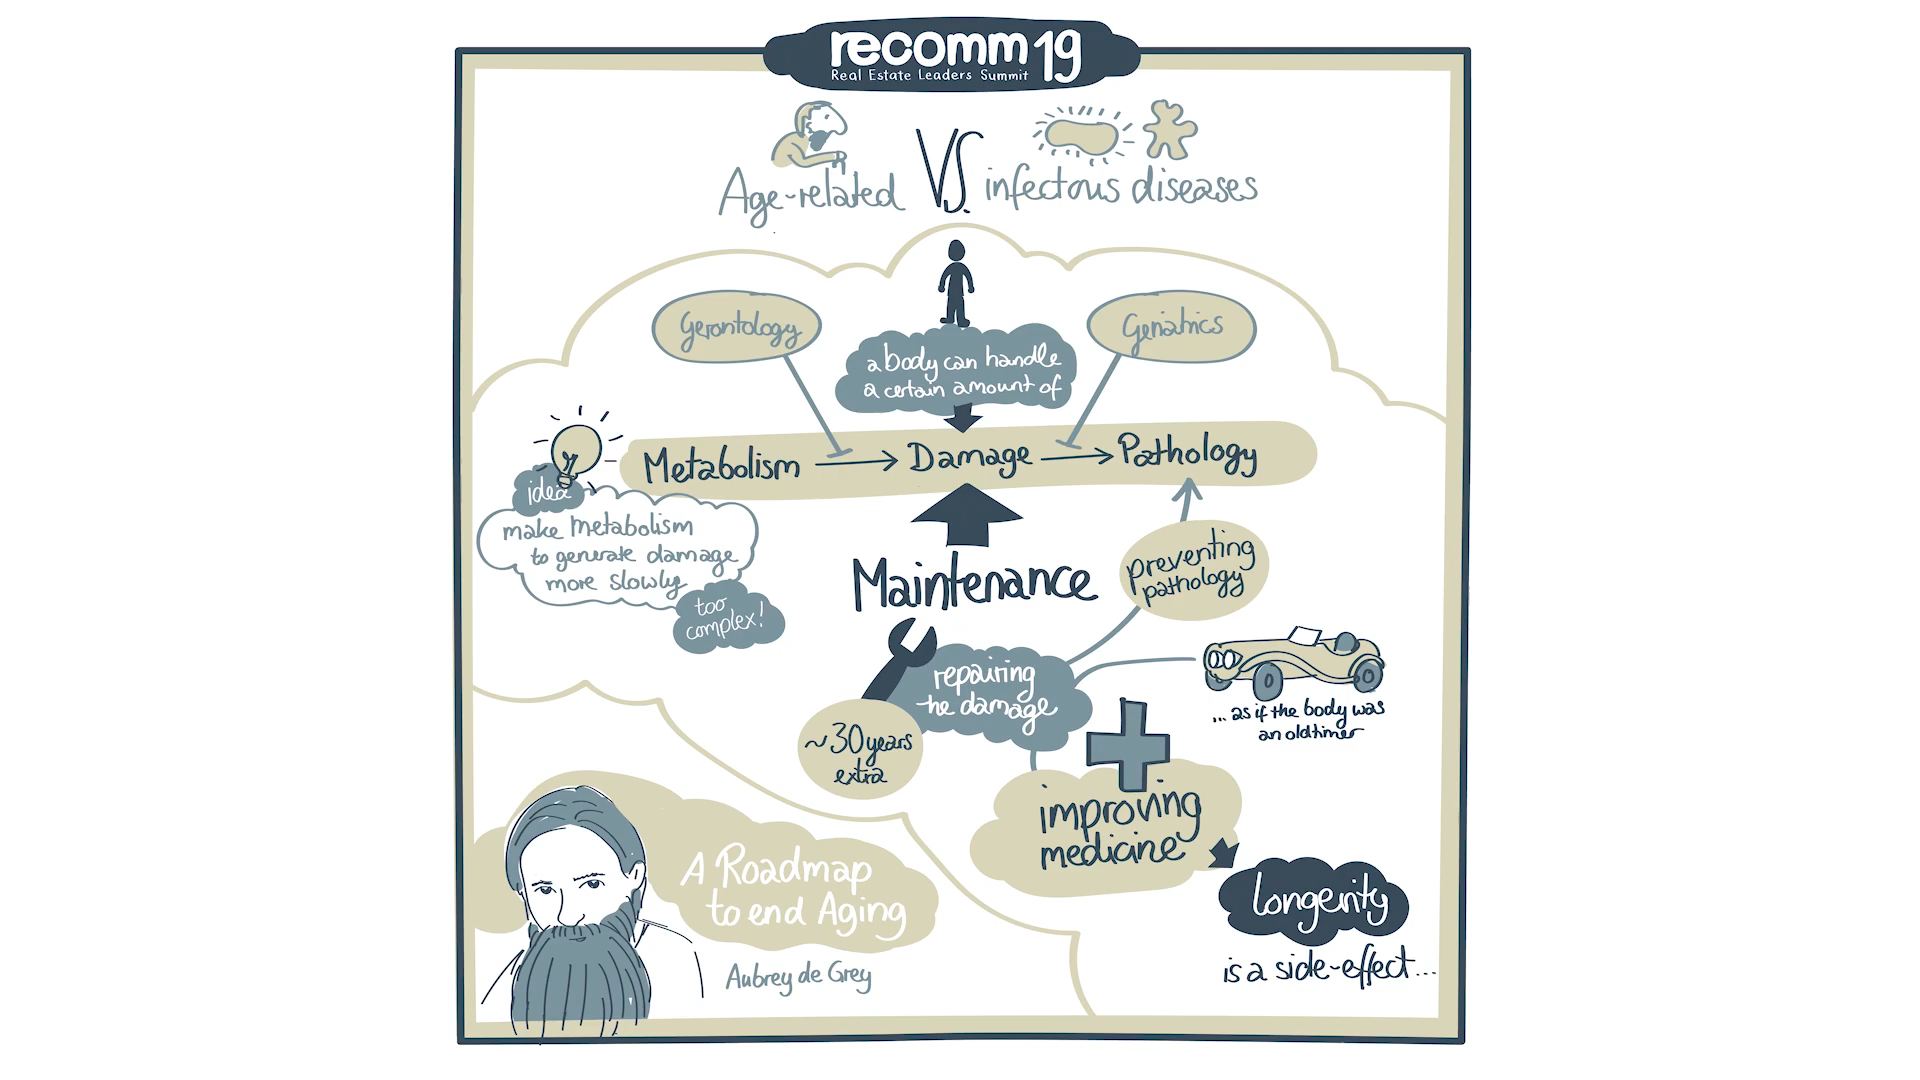 recomm 19
Real Estate Leaders Summit
Age-related VS. infectous diseases
Gerontology
Geriatrics
a body can handle
a certain amount of
Metabolism → Damage → Pathology
idea
make Metabolism
to generate damage
more slowly
too
complex!
Maintenance
preventing
pathology
repairing
the damage
~30 years
extra
... as if the body was
an oldtimer
improving
medicine
A Roadmap
to end Aging
Longevity
is a side-effect...
Aubrey de Grey